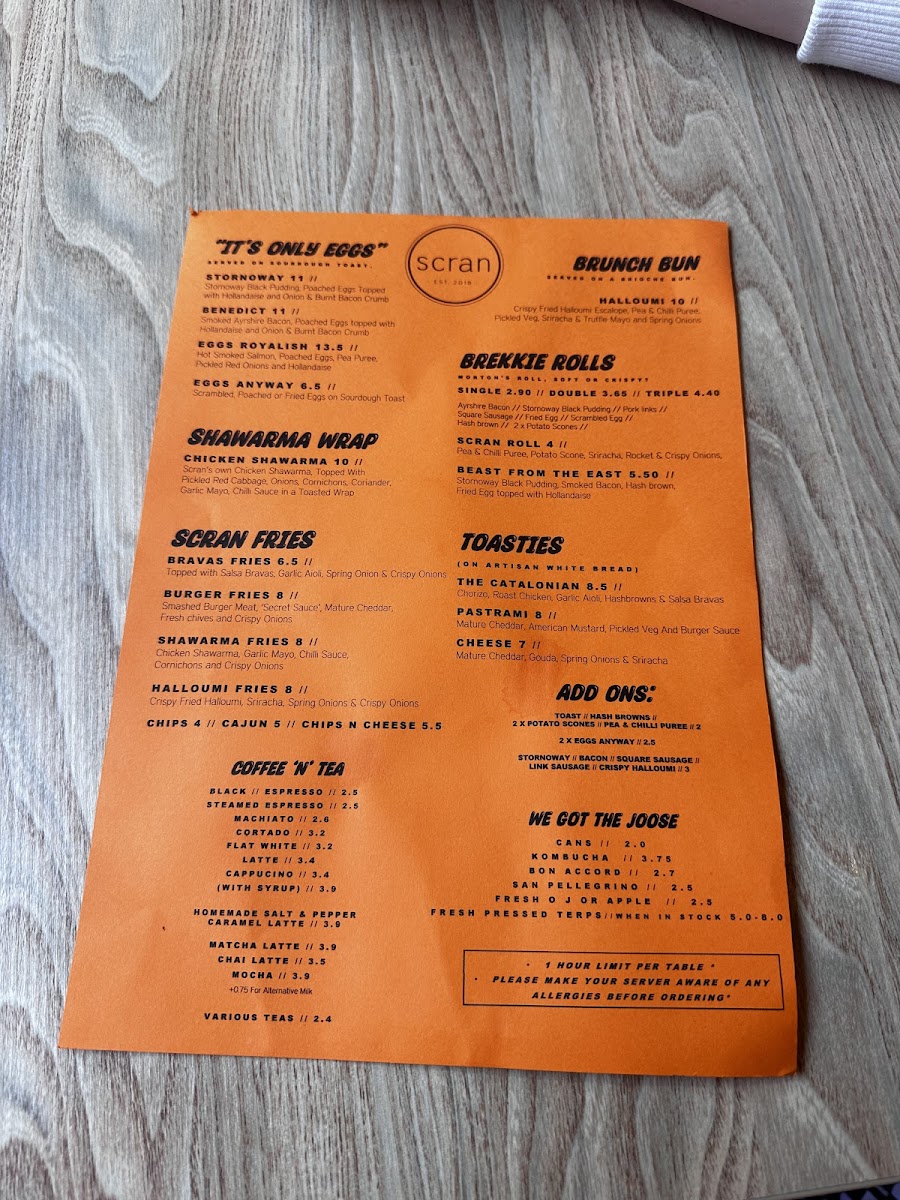 "IT'S ONLY EGGS"
SERVED ON SOURDOUGH TOAST.
STORNOWAY 11 //
Stornoway Black Pudding, Poached Eggs Topped
with Hollandaise and Onion & Burnt Bacon Crumb
BENEDICT 11 //
Smoked Ayrshire Bacon, Poached Eggs topped with
Hollandaise and Onion & Burnt Bacon Crumb
EGGS ROYALISH 13.5 //
Hot Smoked Salmon, Poached Eggs, Pea Puree,
Pickled Red Onions and Hollandaise
EGGS ANYWAY 6.5 //
Scrambled, Poached or Fried Eggs on Sourdough Toast
SHAWARMA WRAP
CHICKEN SHAWARMA 10 //
Scran's own Chicken Shawarma, Topped With
Pickled Red Cabbage, Onions, Cornichons, Coriander,
Garlic Mayo, Chilli Sauce in a Toasted Wrap
SCRAN FRIES
BRAVAS FRIES 6.5 //
Topped with Salsa Bravas, Garlic Aioli, Spring Onion & Crispy Onions
BURGER FRIES 8 //
Smashed Burger Meat, 'Secret Sauce', Mature Cheddar,
Fresh chives and Crispy Onions
SHAWARMA FRIES 8 //
Chicken Shawarma, Garlic Mayo, Chilli Sauce,
Cornichons and Crispy Onions
HALLOUMI FRIES 8 //
Crispy Fried Halloumi, Sriracha, Spring Onions & Crispy Onions
CHIPS 4 // CAJUN 5 // CHIPS N CHEESE 5.5
COFFEE 'N' TEA
BLACK // ESPRESSO // 2.5
STEAMED ESPRESSO // 2.5
MACHIATO // 2.6
CORTADO // 3.2
FLAT WHITE // 3.2
LATTE // 3.4
CAPPUCINO // 3.4
(WITH SYRUP) // 3.9
HOMEMADE SALT & PEPPER
CARAMEL LATTE // 3.9
MATCHA LATTE // 3.9
CHAI LATTE // 3.5
MOCHA // 3.9
+0.75 For Alternative Milk
VARIOUS TEAS // 2.4
scran
EST. 2018
BRUNCH BUN
SERVED ON A BRIOCHE BUN.
HALLOUMI 10 //
Crispy Fried Halloumi Escalope, Pea & Chilli Puree,
Pickled Veg, Sriracha & Truffle Mayo and Spring Onions
BREKKIE ROLLS
MORTON'S ROLL, SOFT OR CRISPY?
SINGLE 2.90 // DOUBLE 3.65 // TRIPLE 4.40
Ayrshire Bacon // Stornoway Black Pudding // Pork links //
Square Sausage // Fried Egg // Scrambled Egg //
Hash brown // 2 x Potato Scones //
SCRAN ROLL 4 //
Pea & Chilli Puree, Potato Scone, Sriracha, Rocket & Crispy Onions,
BEAST FROM THE EAST 5.50 //
Stornoway Black Pudding, Smoked Bacon, Hash brown,
Fried Egg topped with Hollandaise
TOASTIES
(ON ARTISAN WHITE BREAD)
THE CATALONIAN 8.5 //
Chorizo, Roast Chicken, Garlic Aioli, Hashbrowns & Salsa Bravas
PASTRAMI 8 //
Mature Cheddar, American Mustard, Pickled Veg And Burger Sauce
CHEESE 7 //
Mature Cheddar, Gouda, Spring Onions & Sriracha
ADD ONS:
TOAST // HASH BROWNS //
2 X POTATO SCONES // PEA & CHILLI PUREE // 2
2 X EGGS ANYWAY // 2.5
STORNOWAY // BACON // SQUARE SAUSAGE //
LINK SAUSAGE // CRISPY HALLOUMI // 3
WE GOT THE JOOSE
CANS // 2.0
KOMBUCHA // 3.75
BON ACCORD // 2.7
SAN PELLEGRINO // 2.5
FRESH O J OR APPLE // 2.5
FRESH PRESSED TERPS//WHEN IN STOCK 5.0-8.0
· 1 HOUR LIMIT PER TABLE *
· PLEASE MAKE YOUR SERVER AWARE OF ANY
ALLERGIES BEFORE ORDERING*